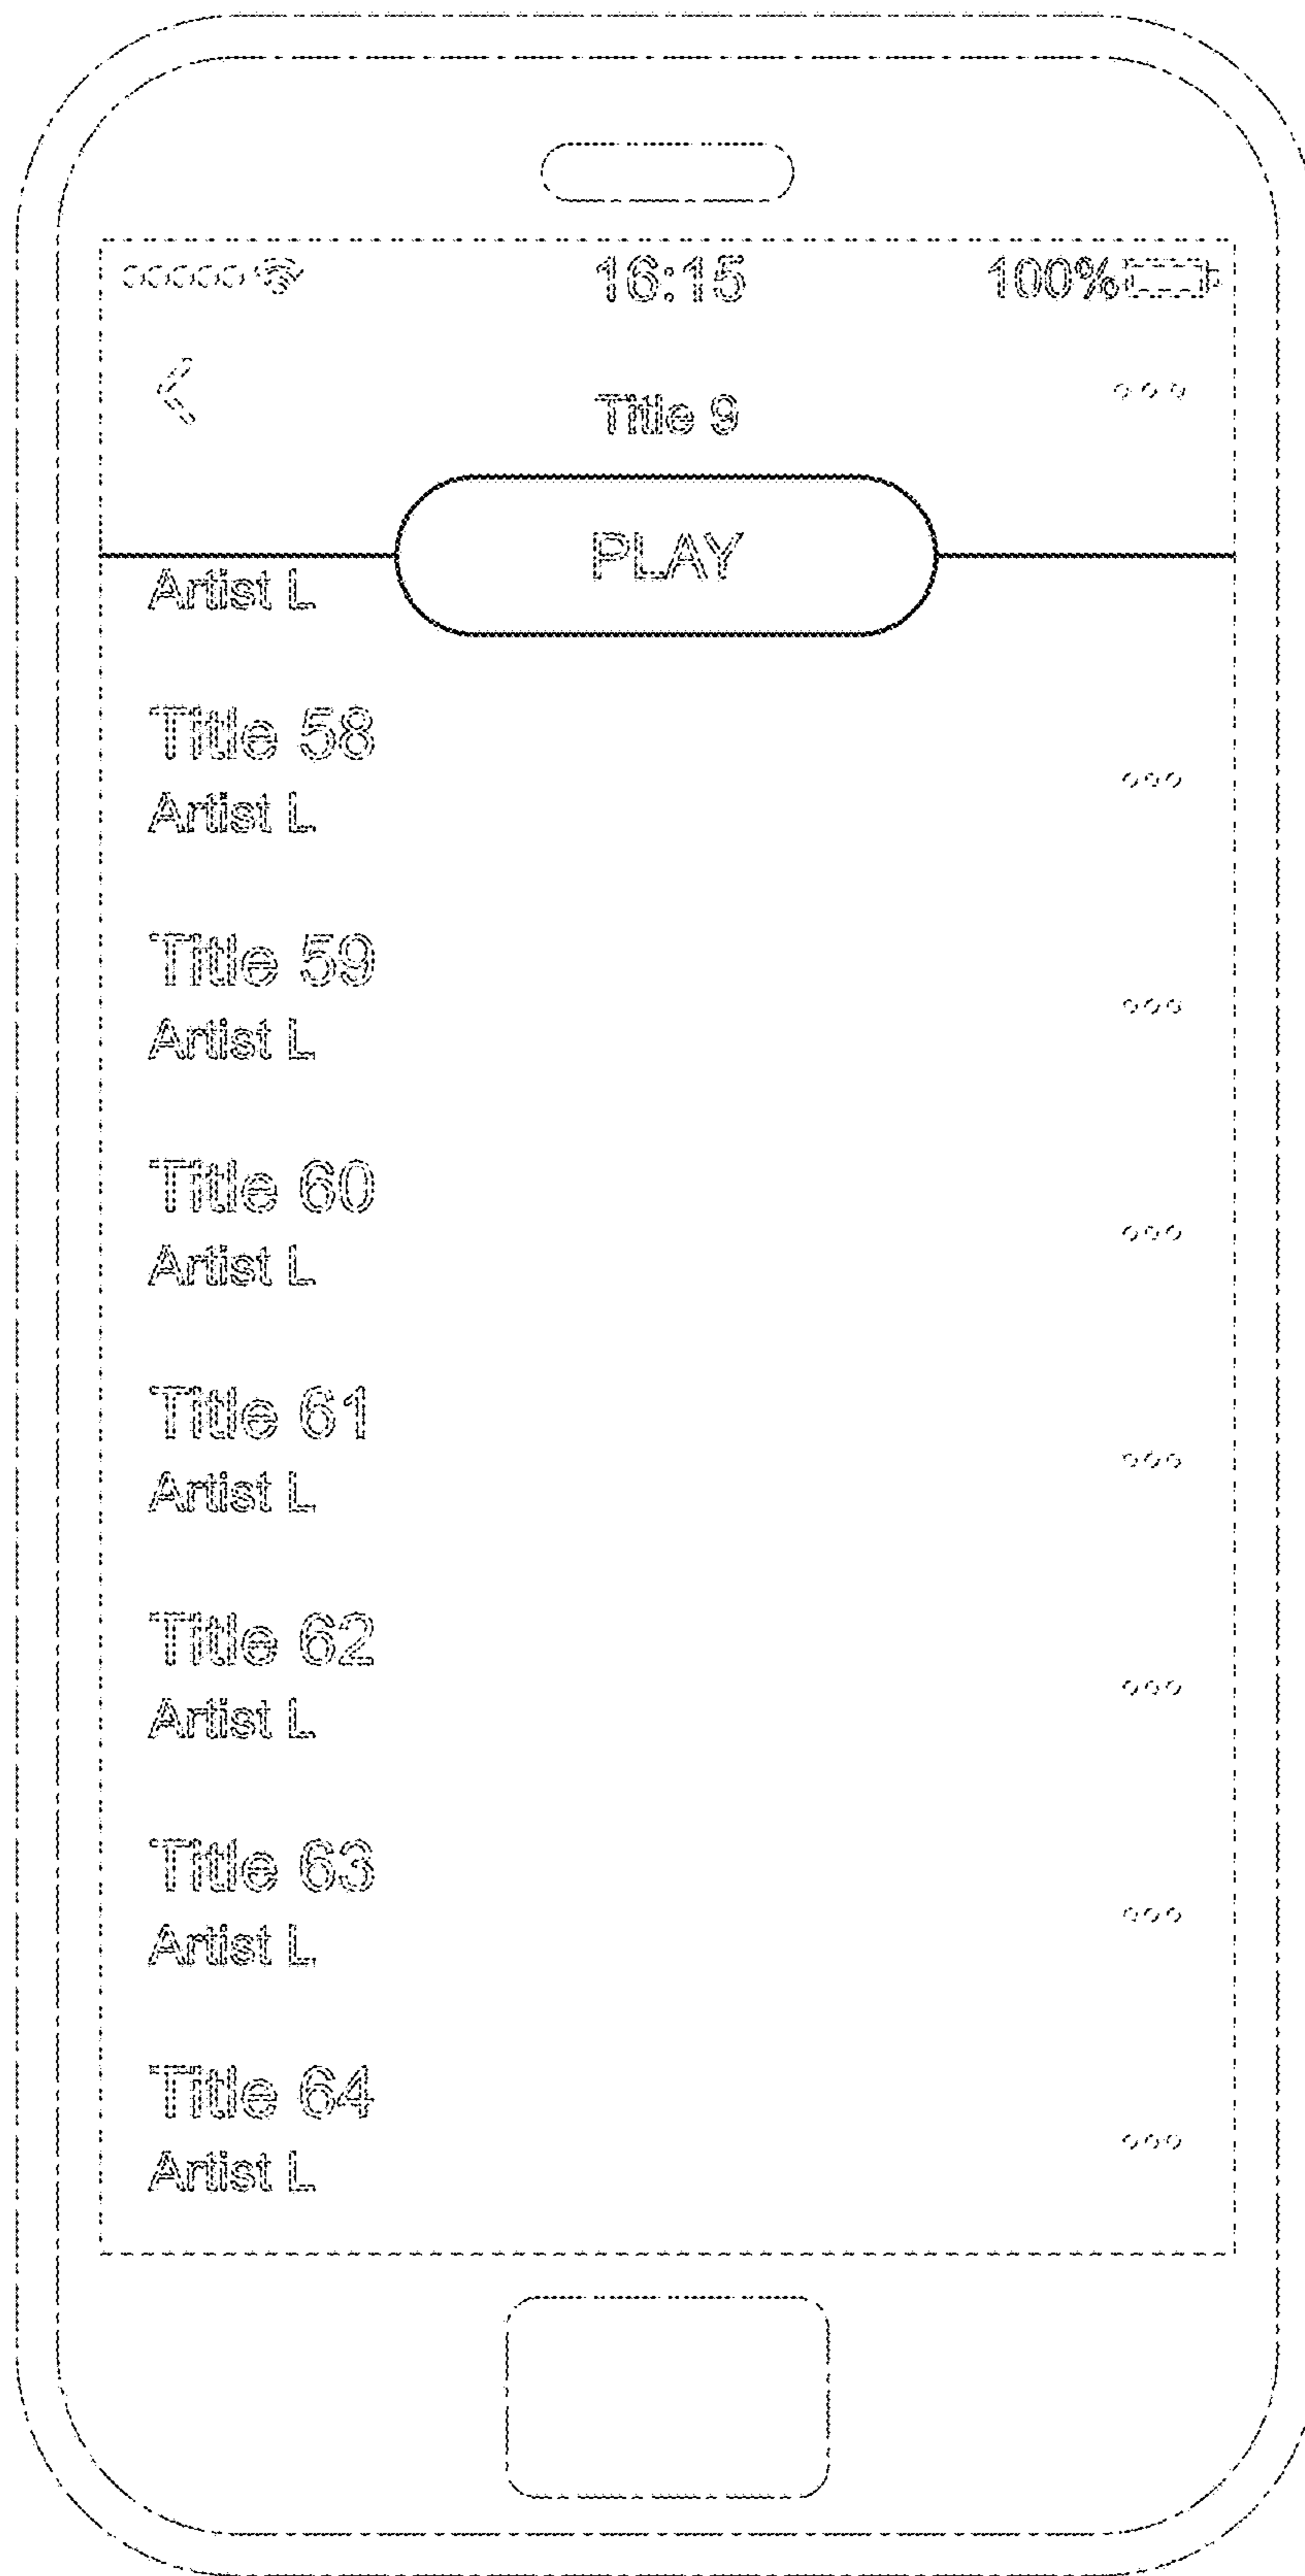 16:15 100%
Title 9
PLAY
Artist L
Title 58
Artist L
Title 59
Artist L
Title 60
Artist L
Title 61
Artist L
Title 62
Artist L
Title 63
Artist L
Title 64
Artist L